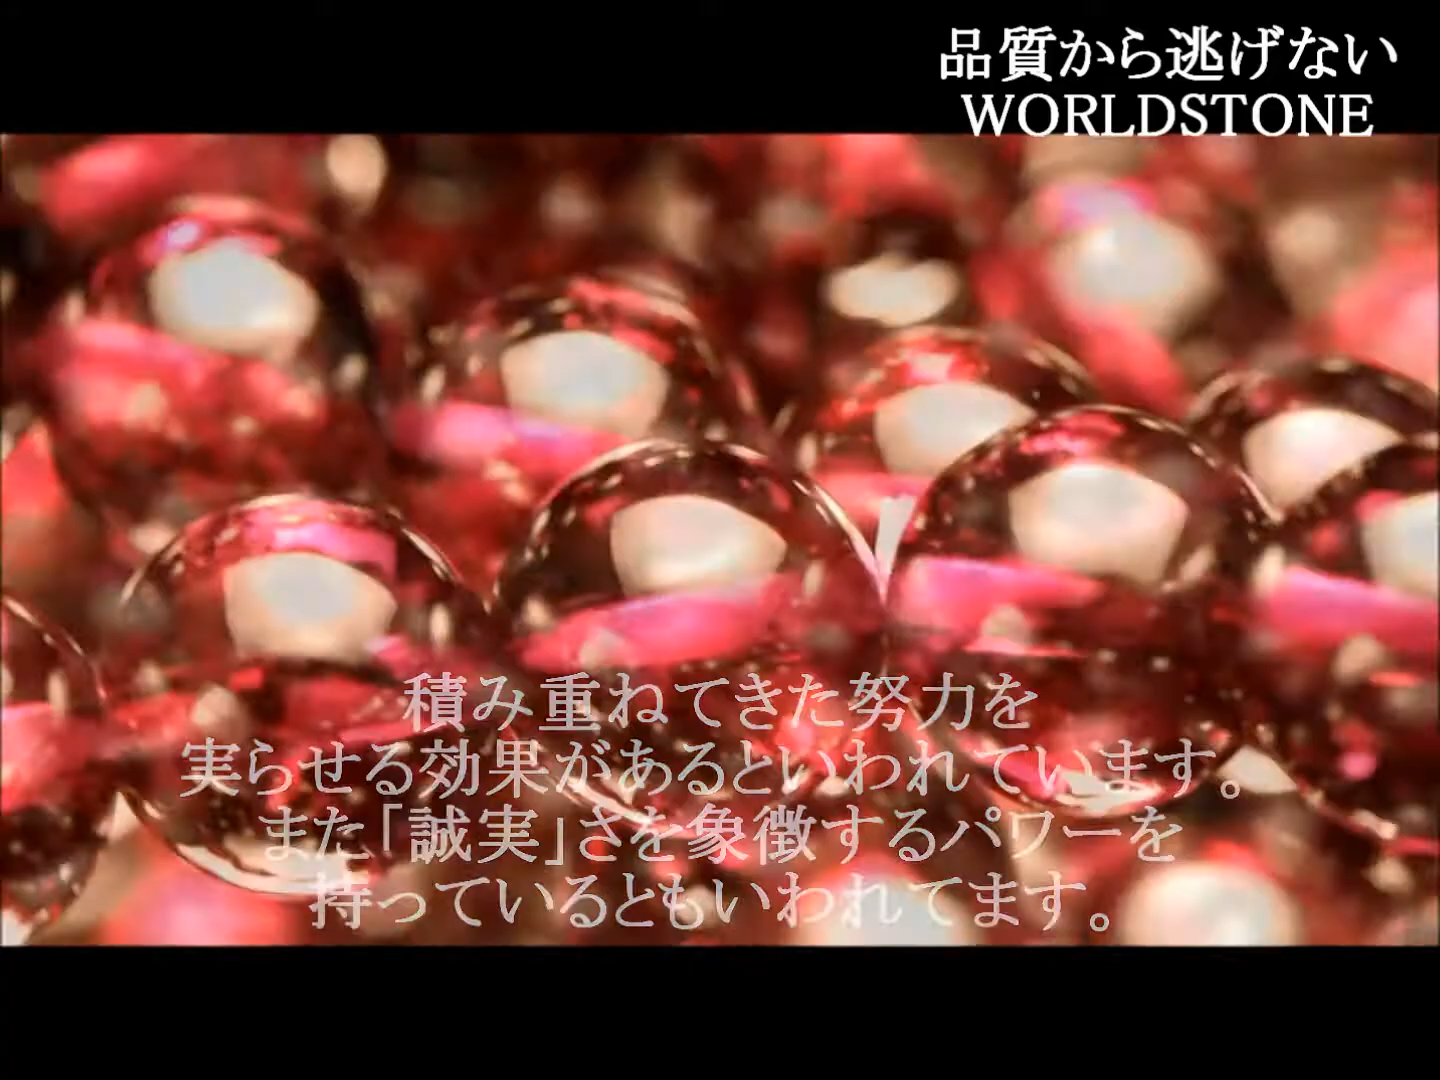 品質から逃げない
WORLDSTONE
積み重ねてきた努力を
実らせる効果があるといわれています。
また「誠実」さを象徴するパワーを
持っているともいわれてます。